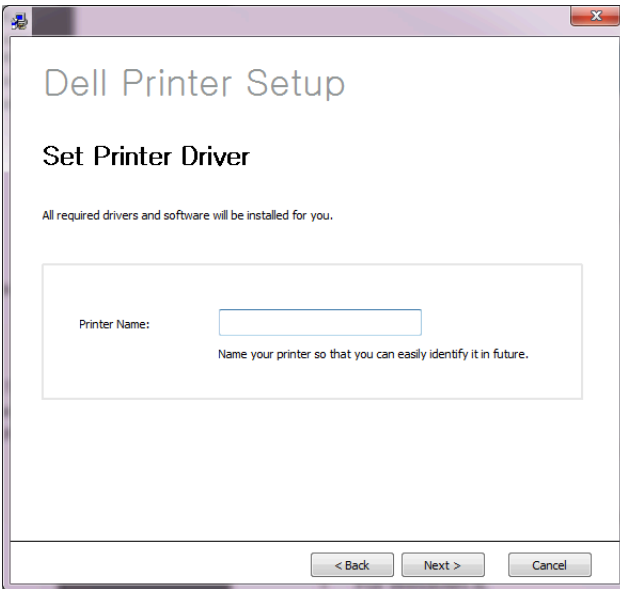 X
Dell Printer Setup
Set Printer Driver
All required drivers and software will be installed for you.
Printer Name:
Name your printer so that you can easily identify it in future.
< Back Next > Cancel